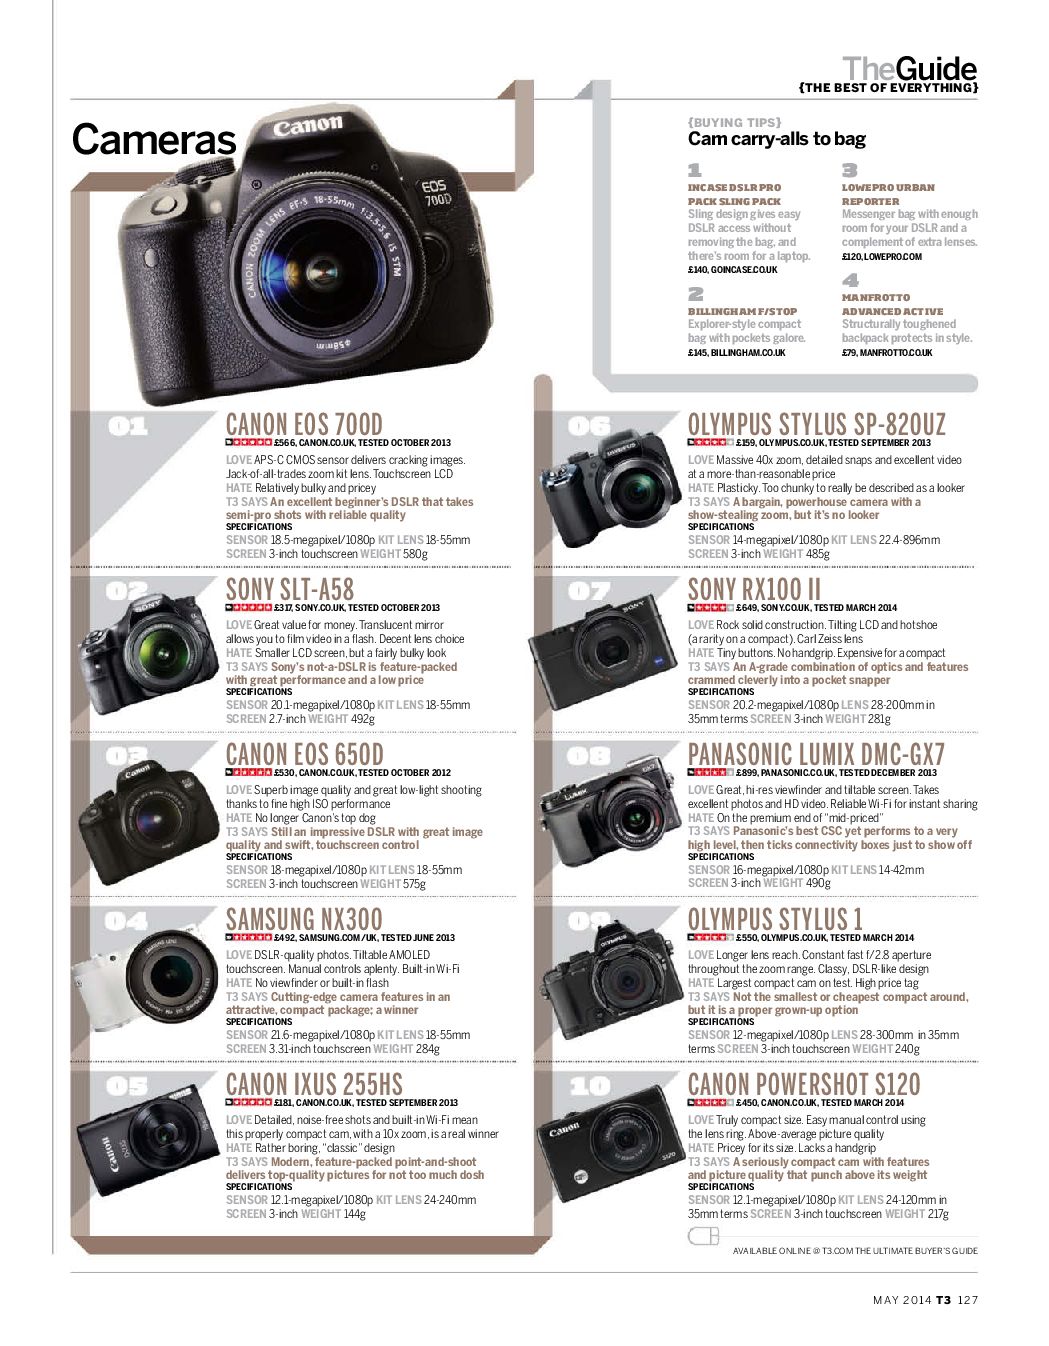 TheGuide
{THE BEST OF EVERYTHING}
Cameras
Canon
EOS
700D
CANON ZOOM LENS EF-S 18-55mm 1:3.5-5.6 IS STM
ø58mm
{BUYING TIPS}
Cam carry-alls to bag
1
INCASE DSLR PRO
PACK SLING PACK
Sling design gives easy
DSLR access without
removing the bag, and
there's room for a laptop.
£140, GOINCASE.CO.UK
2
BILLINGHAM F/STOP
Explorer-style compact
bag with pockets galore.
£145, BILLINGHAM.CO.UK
3
LOWEPRO URBAN
REPORTER
Messenger bag with enough
room for your DSLR and a
complement of extra lenses.
£120, LOWEPRO.COM
4
MANFROTTO
ADVANCED ACTIVE
Structurally toughened
backpack protects in style.
£79, MANFROTTO.CO.UK
01
CANON EOS 700D
£566, CANON.CO.UK, TESTED OCTOBER 2013
LOVE APS-C CMOS sensor delivers cracking images.
Jack-of-all-trades zoom kit lens. Touchscreen LCD
HATE Relatively bulky and pricey
T3 SAYS An excellent beginner's DSLR that takes
semi-pro shots with reliable quality
SPECIFICATIONS
SENSOR 18.5-megapixel/1080p KIT LENS 18-55mm
SCREEN 3-inch touchscreen WEIGHT 580g
02
SONY
SONY SLT-A58
£317, SONY.CO.UK, TESTED OCTOBER 2013
LOVE Great value for money. Translucent mirror
allows you to film video in a flash. Decent lens choice
HATE Smaller LCD screen, but a fairly bulky look
T3 SAYS Sony's not-a-DSLR is feature-packed
with great performance and a low price
SPECIFICATIONS
SENSOR 20.1-megapixel/1080p KIT LENS 18-55mm
SCREEN 2.7-inch WEIGHT 492g
03
Canon
CANON EOS 650D
£530, CANON.CO.UK, TESTED OCTOBER 2012
LOVE Superb image quality and great low-light shooting
thanks to fine high ISO performance
HATE No longer Canon's top dog
T3 SAYS Still an impressive DSLR with great image
quality and swift, touchscreen control
SPECIFICATIONS
SENSOR 18-megapixel/1080p KIT LENS 18-55mm
SCREEN 3-inch touchscreen WEIGHT 575g
04
SAMSUNG NX300
£492, SAMSUNG.COM/UK, TESTED JUNE 2013
LOVE DSLR-quality photos. Tiltable AMOLED
touchscreen. Manual controls aplenty. Built-in Wi-Fi
HATE No viewfinder or built-in flash
T3 SAYS Cutting-edge camera features in an
attractive, compact package; a winner
SPECIFICATIONS
SENSOR 21.6-megapixel/1080p KIT LENS 18-55mm
SCREEN 3.31-inch touchscreen WEIGHT 284g
05
Canon
CANON IXUS 255HS
£181, CANON.CO.UK, TESTED SEPTEMBER 2013
LOVE Detailed, noise-free shots and built-in Wi-Fi mean
this properly compact cam, with a 10x zoom, is a real winner
HATE Rather boring, "classic" design
T3 SAYS Modern, feature-packed point-and-shoot
delivers top-quality pictures for not too much dosh
SPECIFICATIONS
SENSOR 12.1-megapixel/1080p KIT LENS 24-240mm
SCREEN 3-inch WEIGHT 144g
06
OLYMPUS
OLYMPUS STYLUS SP-820UZ
£159, OLYMPUS.CO.UK, TESTED SEPTEMBER 2013
LOVE Massive 40x zoom, detailed snaps and excellent video
at a more-than-reasonable price
HATE Plasticky. Too chunky to really be described as a looker
T3 SAYS A bargain, powerhouse camera with a
show-stealing zoom, but it's no looker
SPECIFICATIONS
SENSOR 14-megapixel/1080p KIT LENS 22.4-896mm
SCREEN 3-inch WEIGHT 485g
07
SONY
SONY RX100 II
£649, SONY.CO.UK, TESTED MARCH 2014
LOVE Rock solid construction. Tilting LCD and hotshoe
(a rarity on a compact). Carl Zeiss lens
HATE Tiny buttons. No handgrip. Expensive for a compact
T3 SAYS An A-grade combination of optics and features
crammed cleverly into a pocket snapper
SPECIFICATIONS
SENSOR 20.2-megapixel/1080p LENS 28-200mm in
35mm terms SCREEN 3-inch WEIGHT 281g
08
LUMIX
GX7
PANASONIC LUMIX DMC-GX7
£899, PANASONIC.CO.UK, TESTED DECEMBER 2013
LOVE Great, hi-res viewfinder and tiltable screen. Takes
excellent photos and HD video. Reliable Wi-Fi for instant sharing
HATE On the premium end of "mid-priced"
T3 SAYS Panasonic's best CSC yet performs to a very
high level, then ticks connectivity boxes just to show off
SPECIFICATIONS
SENSOR 16-megapixel/1080p KIT LENS 14-42mm
SCREEN 3-inch WEIGHT 490g
09
OLYMPUS STYLUS 1
£550, OLYMPUS.CO.UK, TESTED MARCH 2014
LOVE Longer lens reach. Constant fast f/2.8 aperture
throughout the zoom range. Classy, DSLR-like design
HATE Largest compact cam on test. High price tag
T3 SAYS Not the smallest or cheapest compact around,
but it is a proper grown-up option
SPECIFICATIONS
SENSOR 12-megapixel/1080p LENS 28-300mm in 35mm
terms SCREEN 3-inch touchscreen WEIGHT 240g
10
Canon
S120
CANON POWERSHOT S120
£450, CANON.CO.UK, TESTED MARCH 2014
LOVE Truly compact size. Easy manual control using
the lens ring. Above-average picture quality
HATE Pricey for its size. Lacks a handgrip
T3 SAYS A seriously compact cam with features
and picture quality that punch above its weight
SPECIFICATIONS
SENSOR 12.1-megapixel/1080p KIT LENS 24-120mm in
35mm terms SCREEN 3-inch touchscreen WEIGHT 217g
AVAILABLE ONLINE @ T3.COM THE ULTIMATE BUYER'S GUIDE
MAY 2014 T3 127